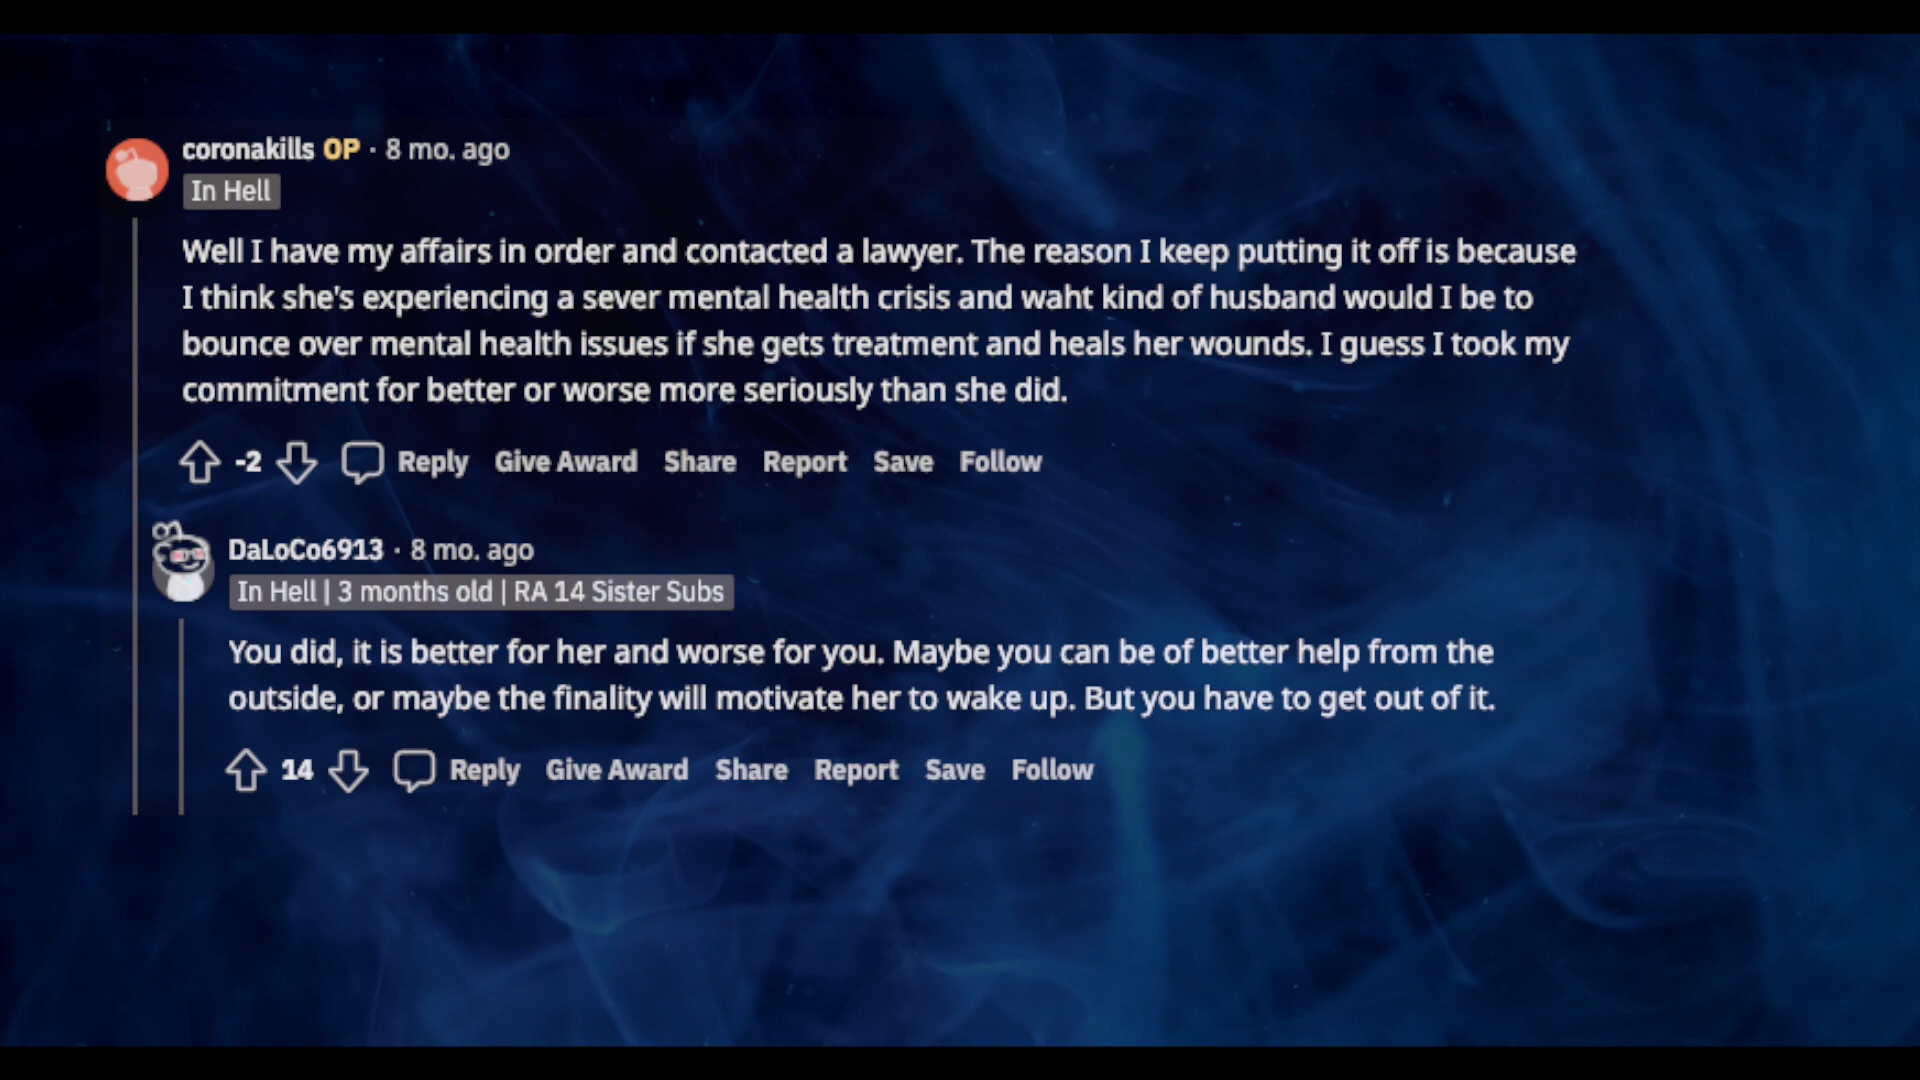 coronakills OP · 8 mo. ago
In Hell
Well I have my affairs in order and contacted a lawyer. The reason I keep putting it off is because
I think she's experiencing a sever mental health crisis and waht kind of husband would I be to
bounce over mental health issues if she gets treatment and heals her wounds. I guess I took my
commitment for better or worse more seriously than she did.
-2 Reply Give Award Share Report Save Follow
DaLoCo6913 · 8 mo. ago
In Hell | 3 months old | RA 14 Sister Subs
You did, it is better for her and worse for you. Maybe you can be of better help from the
outside, or maybe the finality will motivate her to wake up. But you have to get out of it.
14 Reply Give Award Share Report Save Follow